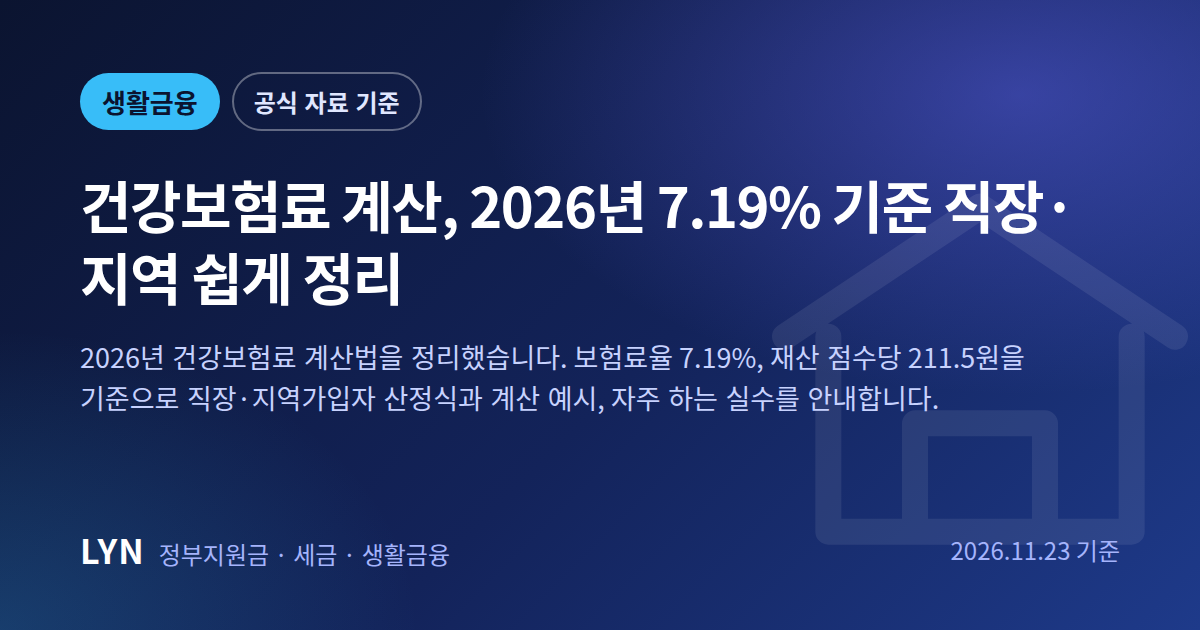 생활금융
공식 자료 기준
건강보험료 계산, 2026년 7.19% 기준 직장·
지역 쉽게 정리
2026년 건강보험료 계산법을 정리했습니다. 보험료율 7.19%, 재산 점수당 211.5원을
기준으로 직장·지역가입자 산정식과 계산 예시, 자주 하는 실수를 안내합니다.
LYN 정부지원금 · 세금 · 생활금융
2026.11.23 기준